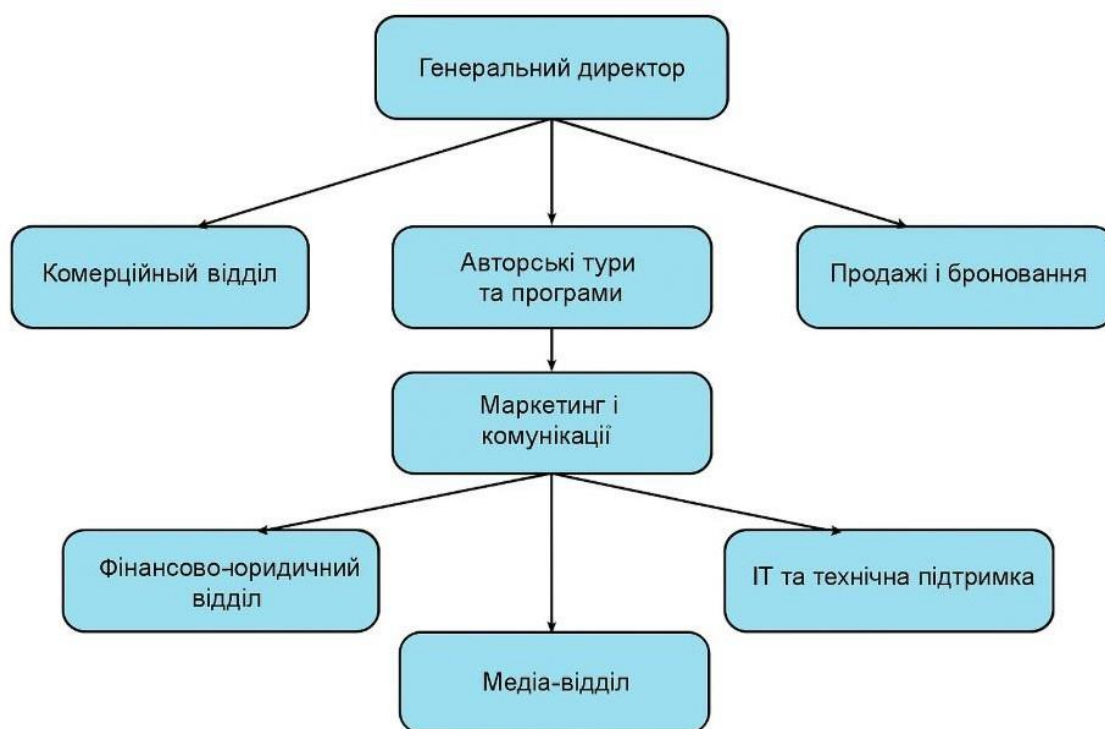 Генеральний директор
Комерційный відділ
Авторські тури
та програми
Продажі і броновання
Маркетинг і
комунікації
Фінансово-юридичний
відділ
ІТ та технічна підтримка
Медіа-відділ